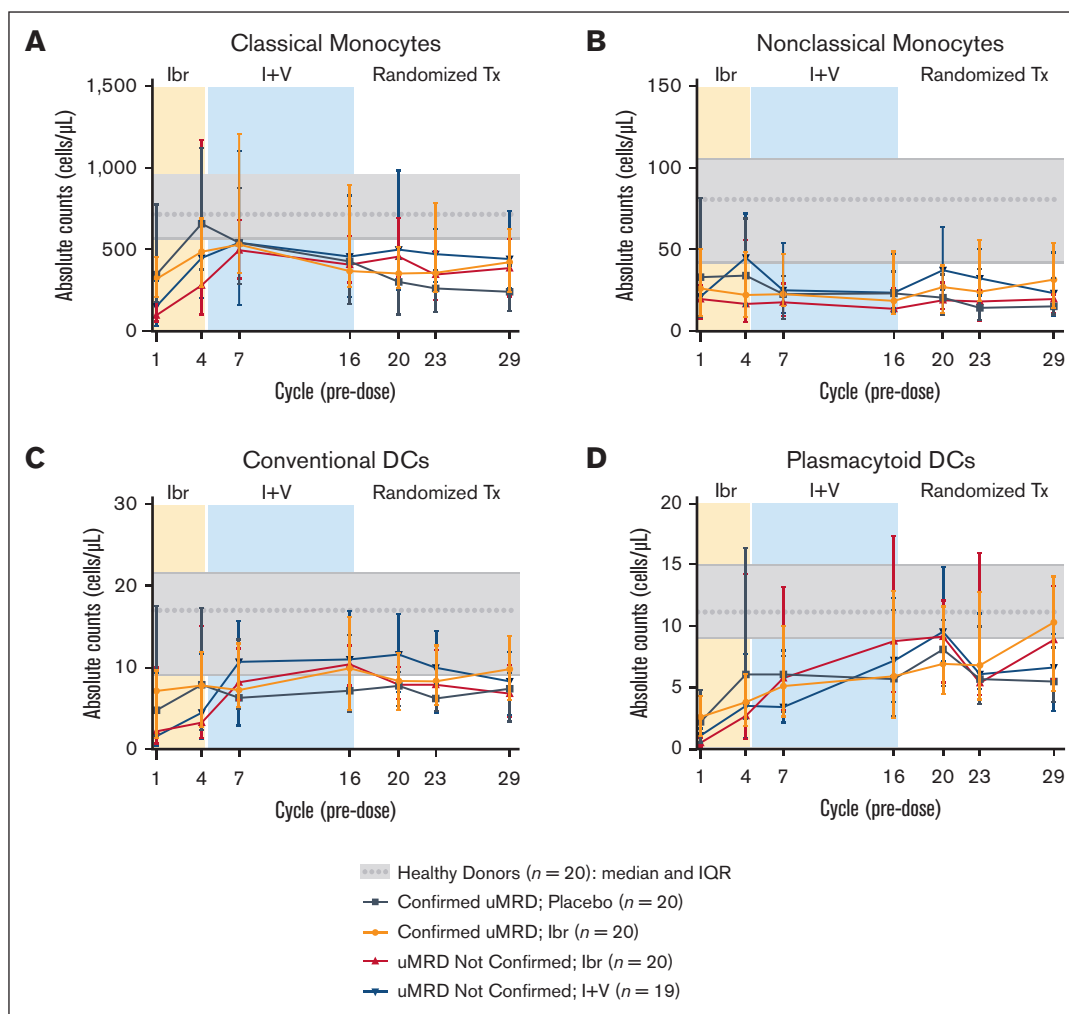 A
Classical Monocytes
Ibr
I+V
Randomized Tx
Absolute counts (cells/μL)
1,500
1,000
500
0
1
4
7
16
20
23
29
Cycle (pre-dose)
B
Nonclassical Monocytes
Ibr
I+V
Randomized Tx
Absolute counts (cells/μL)
150
100
50
0
1
4
7
16
20
23
29
Cycle (pre-dose)
C
Conventional DCs
Ibr
I+V
Randomized Tx
Absolute counts (cells/μL)
30
20
10
0
1
4
7
16
20
23
29
Cycle (pre-dose)
D
Plasmacytoid DCs
Ibr
I+V
Randomized Tx
Absolute counts (cells/μL)
20
15
10
5
0
1
4
7
16
20
23
29
Cycle (pre-dose)
Healthy Donors (n = 20): median and IQR
Confirmed uMRD; Placebo (n = 20)
Confirmed uMRD; Ibr (n = 20)
uMRD Not Confirmed; Ibr (n = 20)
uMRD Not Confirmed; I+V (n = 19)